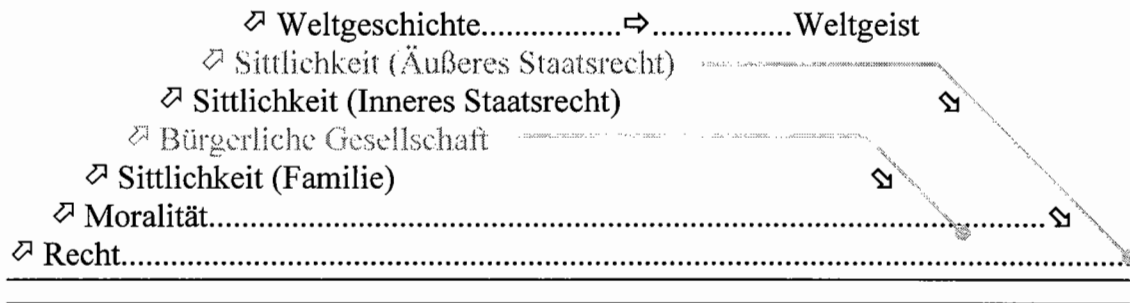 ⬀ Weltgeschichte.................⇨.................Weltgeist
⬀ Sittlichkeit (Äußeres Staatsrecht)
⬀ Sittlichkeit (Inneres Staatsrecht)
⬀ Bürgerliche Gesellschaft
⬀ Sittlichkeit (Familie)
⬀ Moralität.......................................................................................................
⬀ Recht...............................................................................................................................